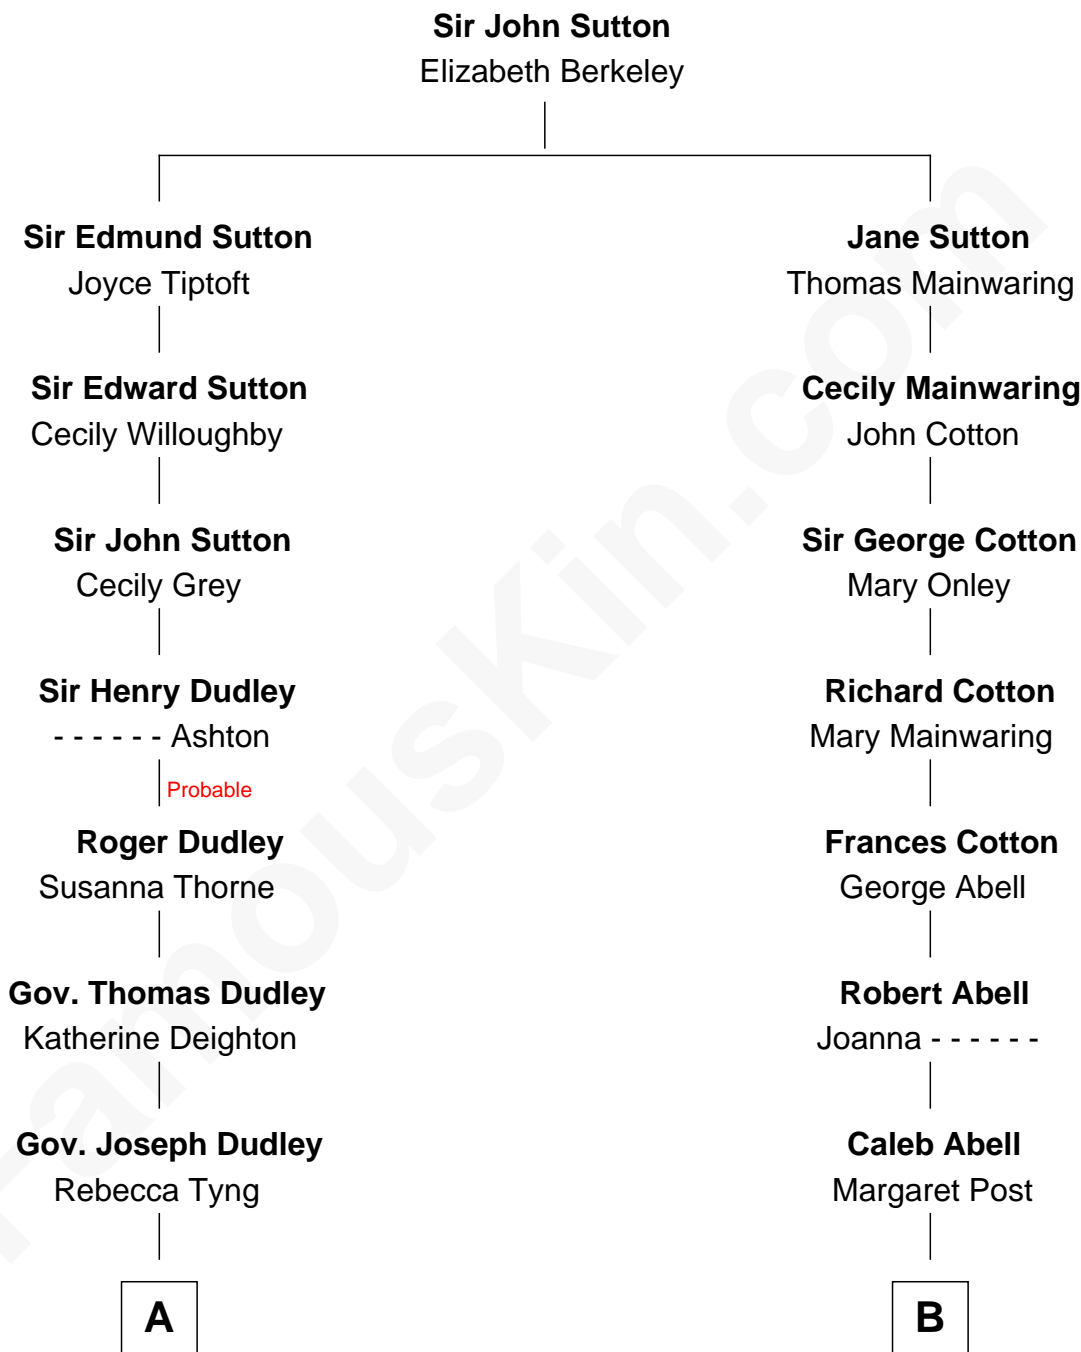 Sir John Sutton
Elizabeth Berkeley
Sir Edmund Sutton
Joyce Tiptoft
Jane Sutton
Thomas Mainwaring
Sir Edward Sutton
Cecily Willoughby
Cecily Mainwaring
John Cotton
Sir John Sutton
Cecily Grey
Sir George Cotton
Mary Onley
Sir Henry Dudley
- - - - - - Ashton
Richard Cotton
Mary Mainwaring
Probable
Roger Dudley
Susanna Thorne
Frances Cotton
George Abell
Gov. Thomas Dudley
Katherine Deighton
Robert Abell
Joanna - - - - - -
Gov. Joseph Dudley
Rebecca Tyng
Caleb Abell
Margaret Post
A
B
FamousKin.com